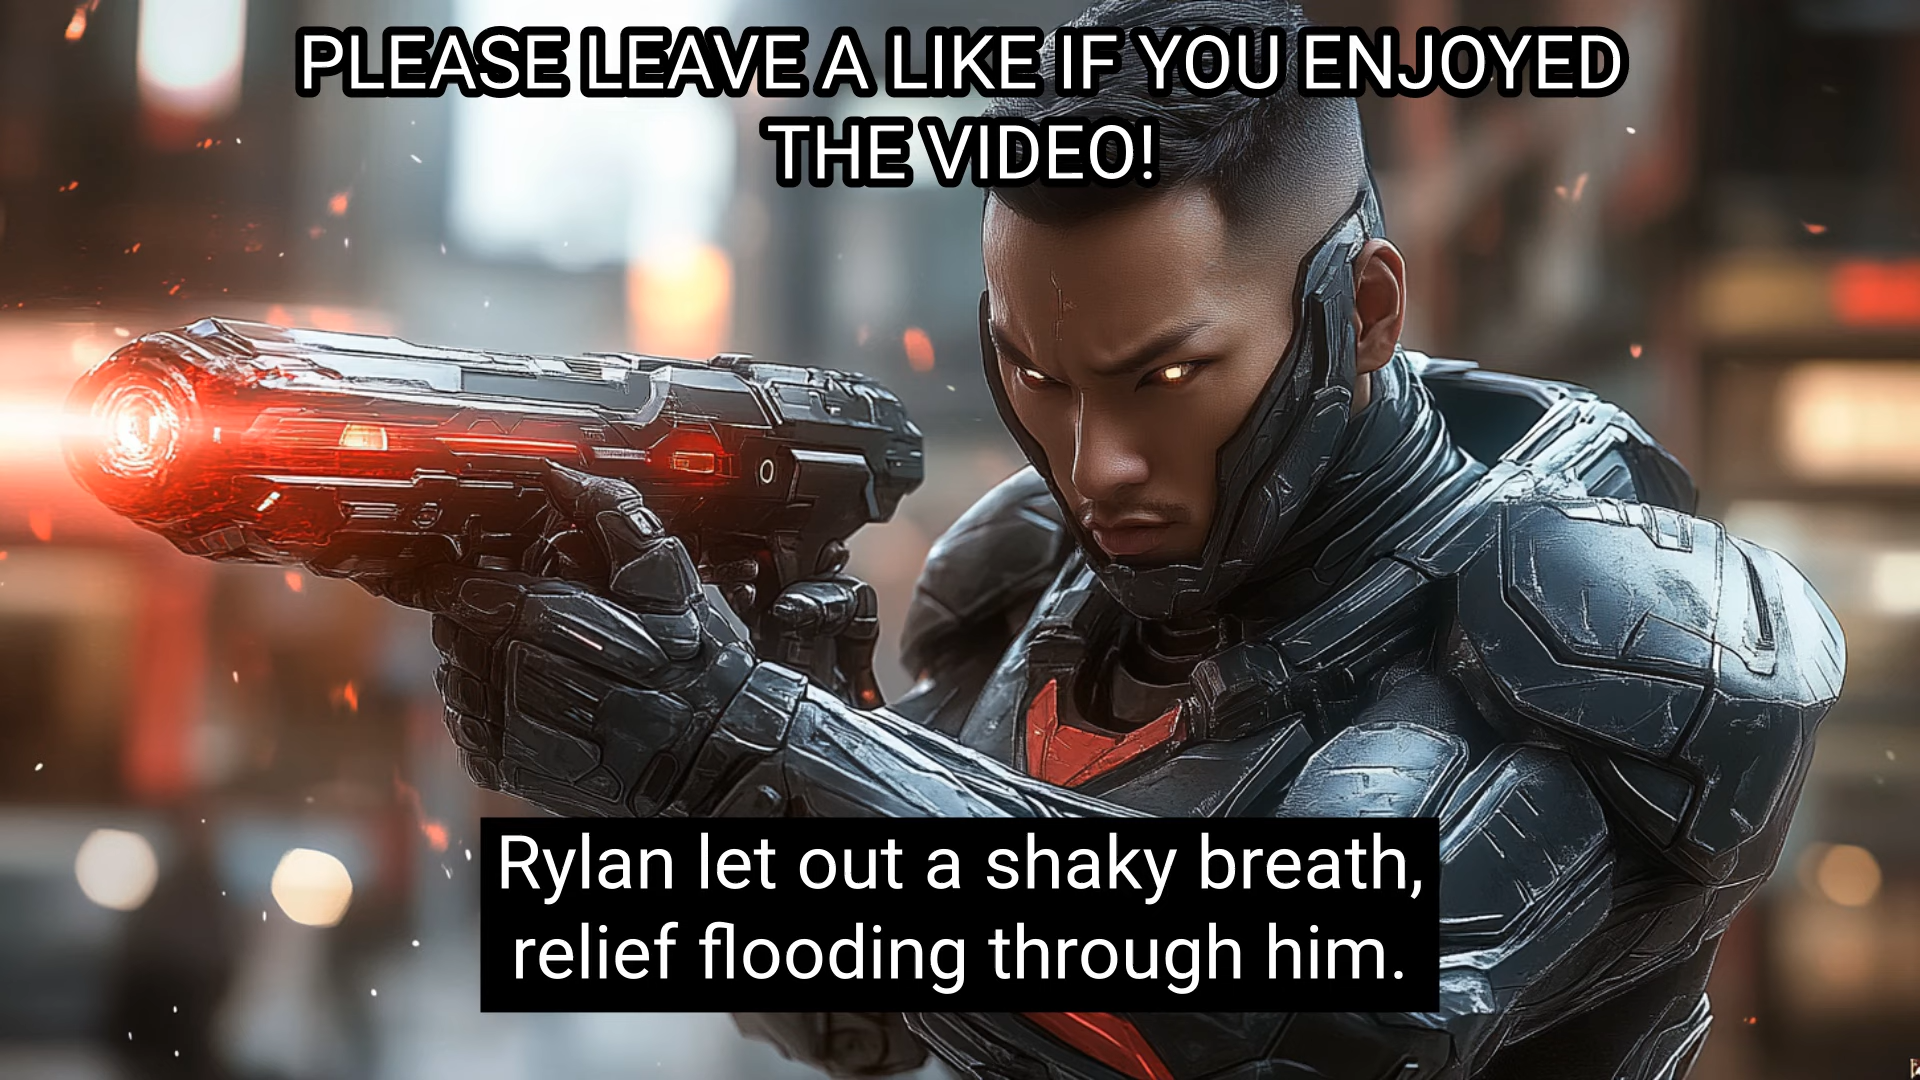 PLEASE LEAVE A LIKE IF YOU ENJOYED
THE VIDEO!
Rylan let out a shaky breath,
relief flooding through him.